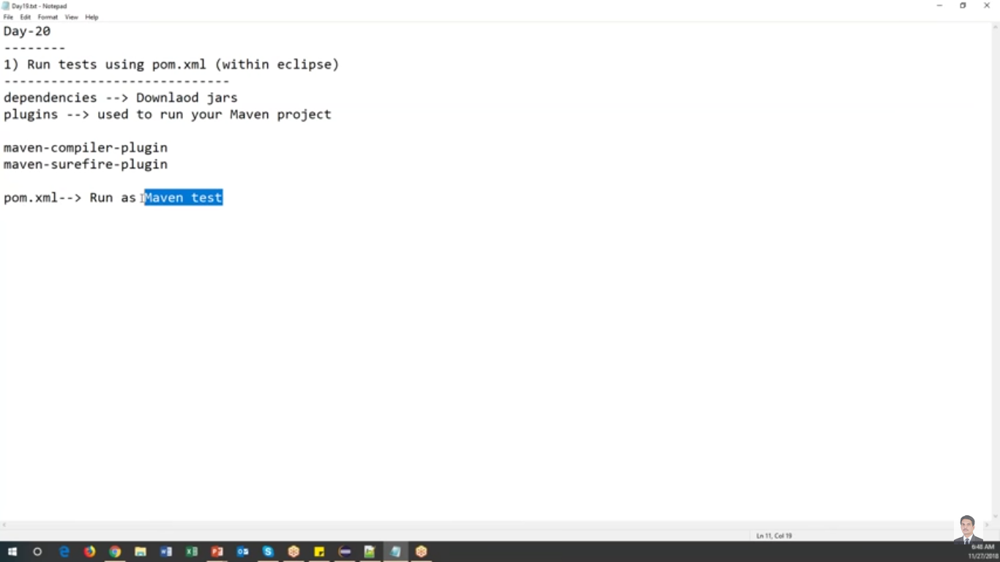 Day19.txt - Notepad
File Edit Format View Help
Day-20
--------
1) Run tests using pom.xml (within eclipse)
-----------------------------
dependencies --> Downlaod jars
plugins --> used to run your Maven project
maven-compiler-plugin
maven-surefire-plugin
pom.xml--> Run as Maven test
Ln 11, Col 19
6:48 AM
11/27/2018